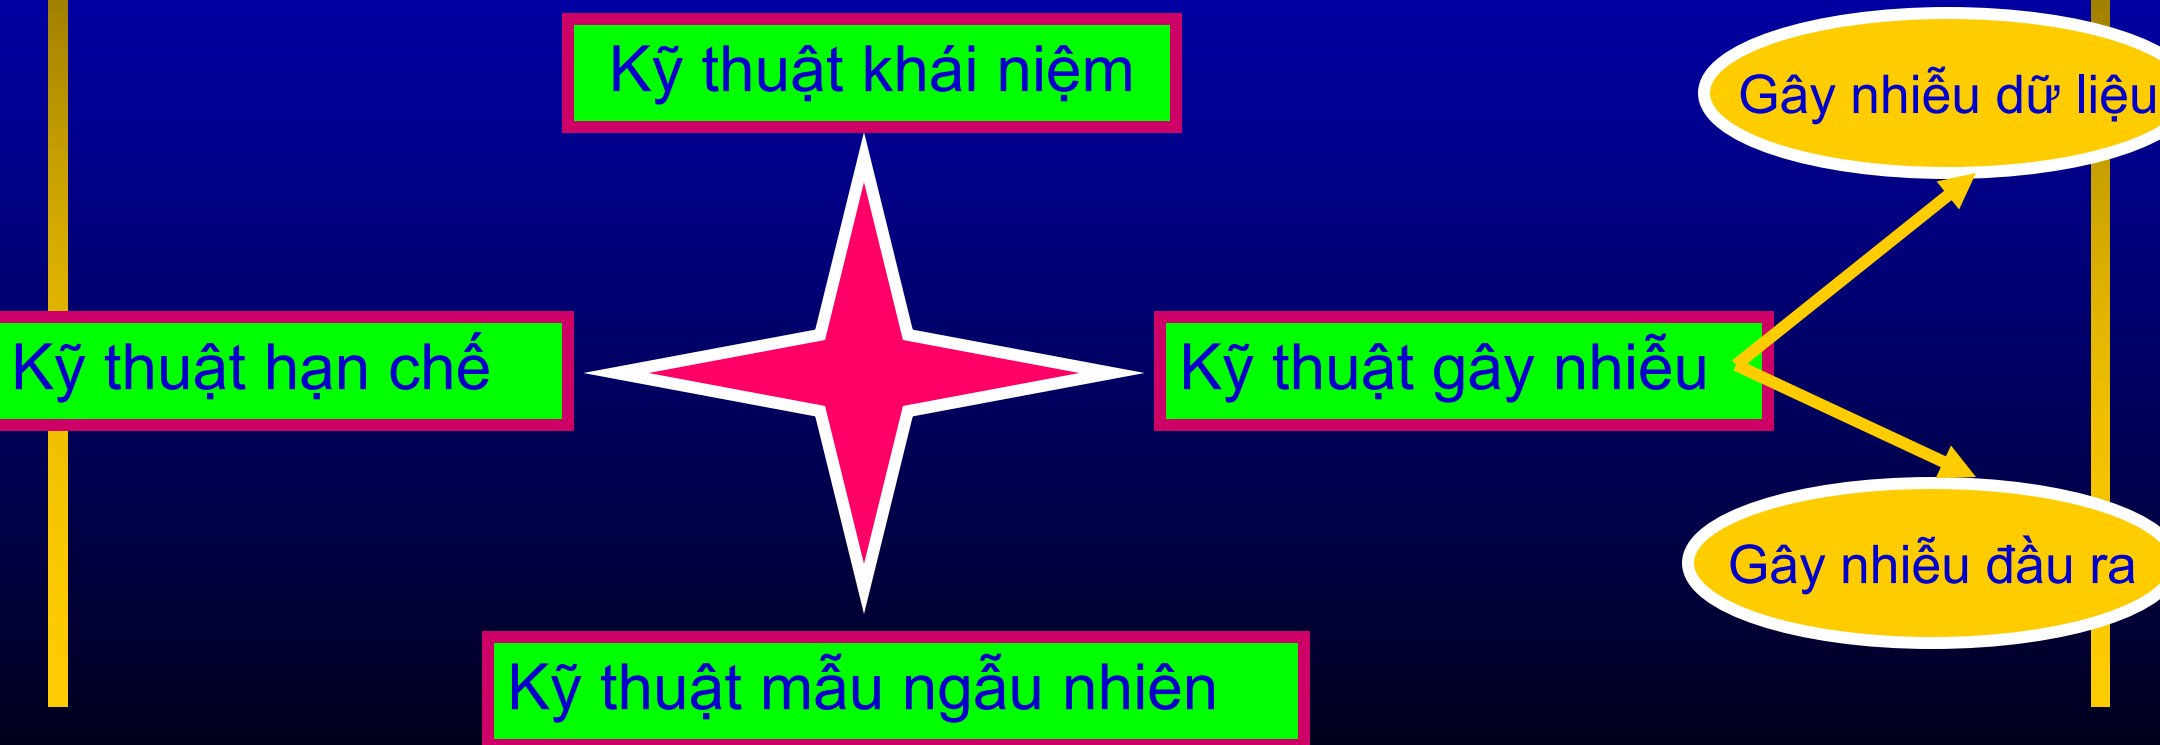 Kỹ thuật khái niệm
Gây nhiễu dữ liệu
Kỹ thuật hạn chế
Kỹ thuật gây nhiễu
Gây nhiễu đầu ra
Kỹ thuật mẫu ngẫu nhiên